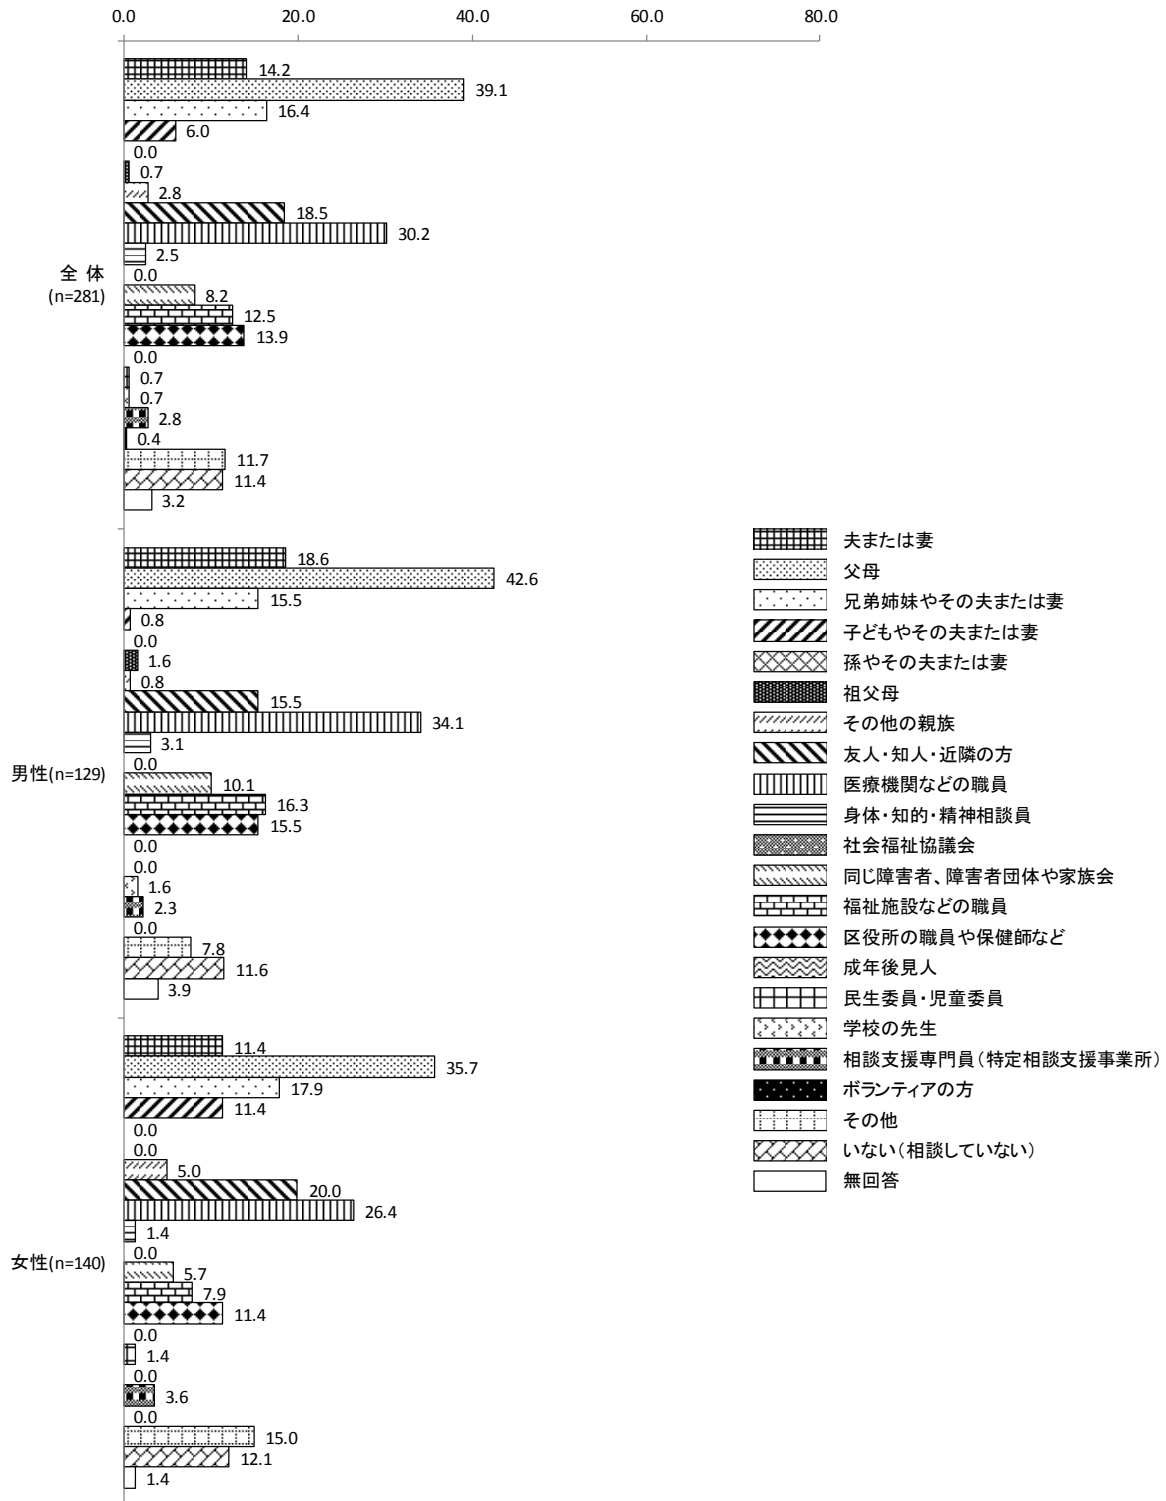 0.0 20.0 40.0 60.0 80.0
14.2
39.1
16.4
6.0
0.0
0.7
2.8
18.5
30.2
2.5
0.0
8.2
12.5
13.9
0.0
0.7
0.7
2.8
0.4
11.7
11.4
3.2
全 体
(n=281)
18.6
42.6
15.5
0.8
0.0
1.6
0.8
15.5
34.1
3.1
0.0
10.1
16.3
15.5
0.0
0.0
1.6
2.3
0.0
7.8
11.6
3.9
男性(n=129)
11.4
35.7
17.9
11.4
0.0
0.0
5.0
20.0
26.4
1.4
0.0
5.7
7.9
11.4
0.0
1.4
0.0
3.6
0.0
15.0
12.1
1.4
女性(n=140)
夫または妻
父母
兄弟姉妹やその夫または妻
子どもやその夫または妻
孫やその夫または妻
祖父母
その他の親族
友人・知人・近隣の方
医療機関などの職員
身体・知的・精神相談員
社会福祉協議会
同じ障害者、障害者団体や家族会
福祉施設などの職員
区役所の職員や保健師など
成年後見人
民生委員・児童委員
学校の先生
相談支援専門員（特定相談支援事業所）
ボランティアの方
その他
いない（相談していない）
無回答